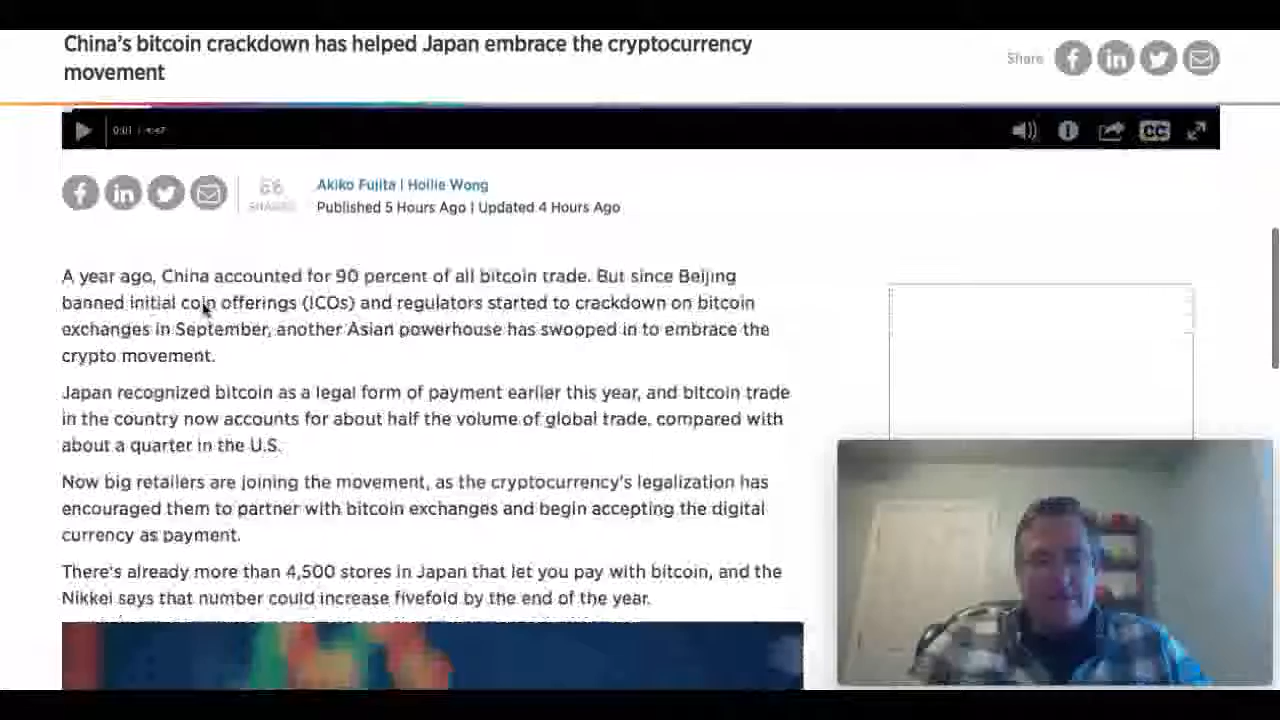 China's bitcoin crackdown has helped Japan embrace the cryptocurrency
movement
Share
0:01 / 4:47
CC
66
SHARES
Akiko Fujita | Hollie Wong
Published 5 Hours Ago | Updated 4 Hours Ago
A year ago, China accounted for 90 percent of all bitcoin trade. But since Beijing
banned initial coin offerings (ICOs) and regulators started to crackdown on bitcoin
exchanges in September, another Asian powerhouse has swooped in to embrace the
crypto movement.
Japan recognized bitcoin as a legal form of payment earlier this year, and bitcoin trade
in the country now accounts for about half the volume of global trade, compared with
about a quarter in the U.S.
Now big retailers are joining the movement, as the cryptocurrency's legalization has
encouraged them to partner with bitcoin exchanges and begin accepting the digital
currency as payment.
There's already more than 4,500 stores in Japan that let you pay with bitcoin, and the
Nikkei says that number could increase fivefold by the end of the year.